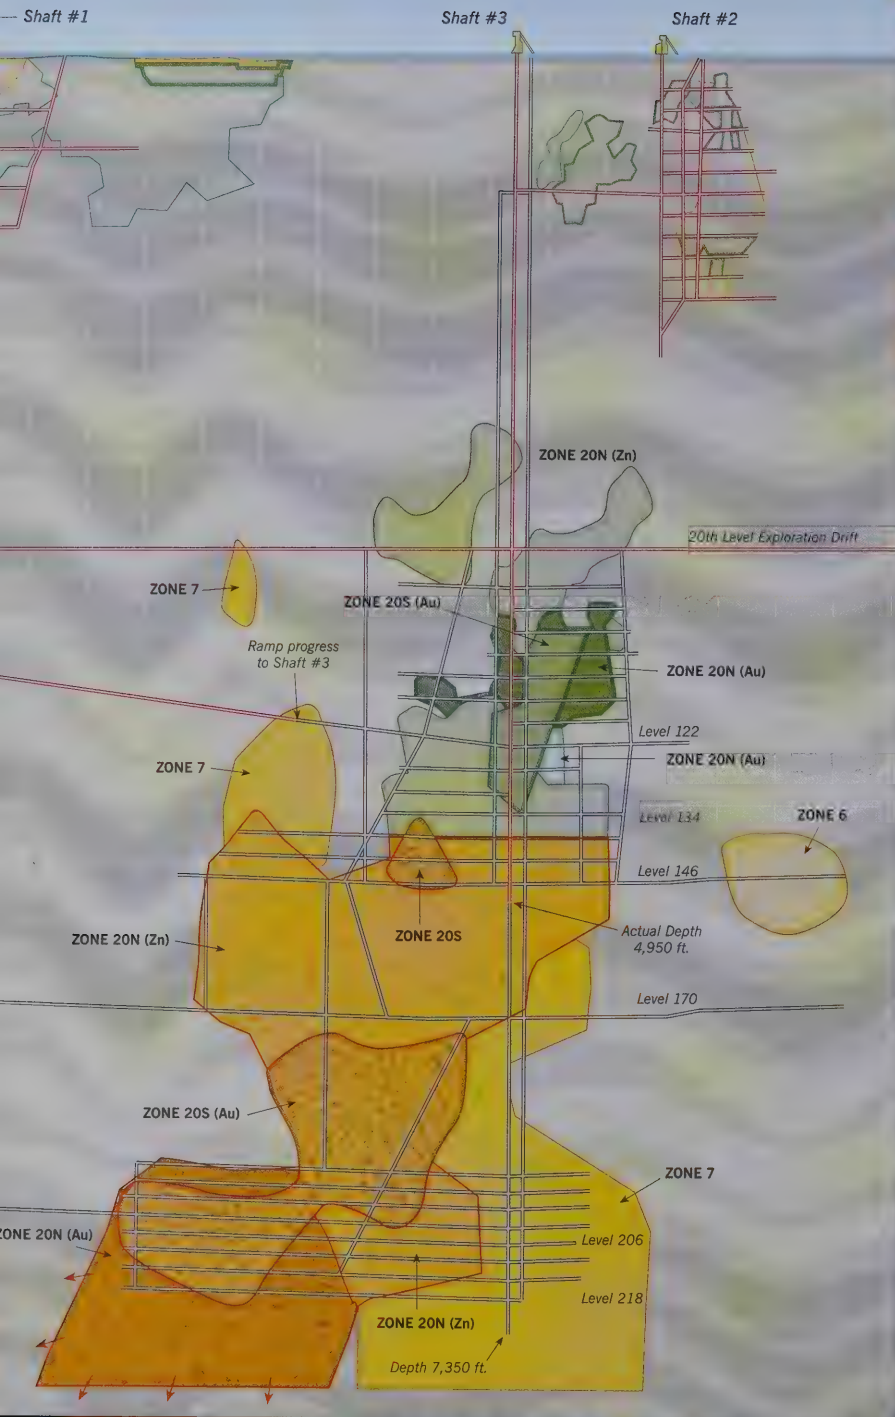 Shaft #1
Shaft #3
Shaft #2
ZONE 20N (Zn)
20th Level Exploration Drift
ZONE 7
ZONE 20S (Au)
Ramp progress
to Shaft #3
ZONE 20N (Au)
Level 122
ZONE 7
ZONE 20N (Au)
Level 134
ZONE 6
Level 146
ZONE 20N (Zn)
ZONE 20S
Actual Depth
4,950 ft.
Level 170
ZONE 20S (Au)
ZONE 7
ZONE 20N (Au)
Level 206
Level 218
ZONE 20N (Zn)
Depth 7,350 ft.